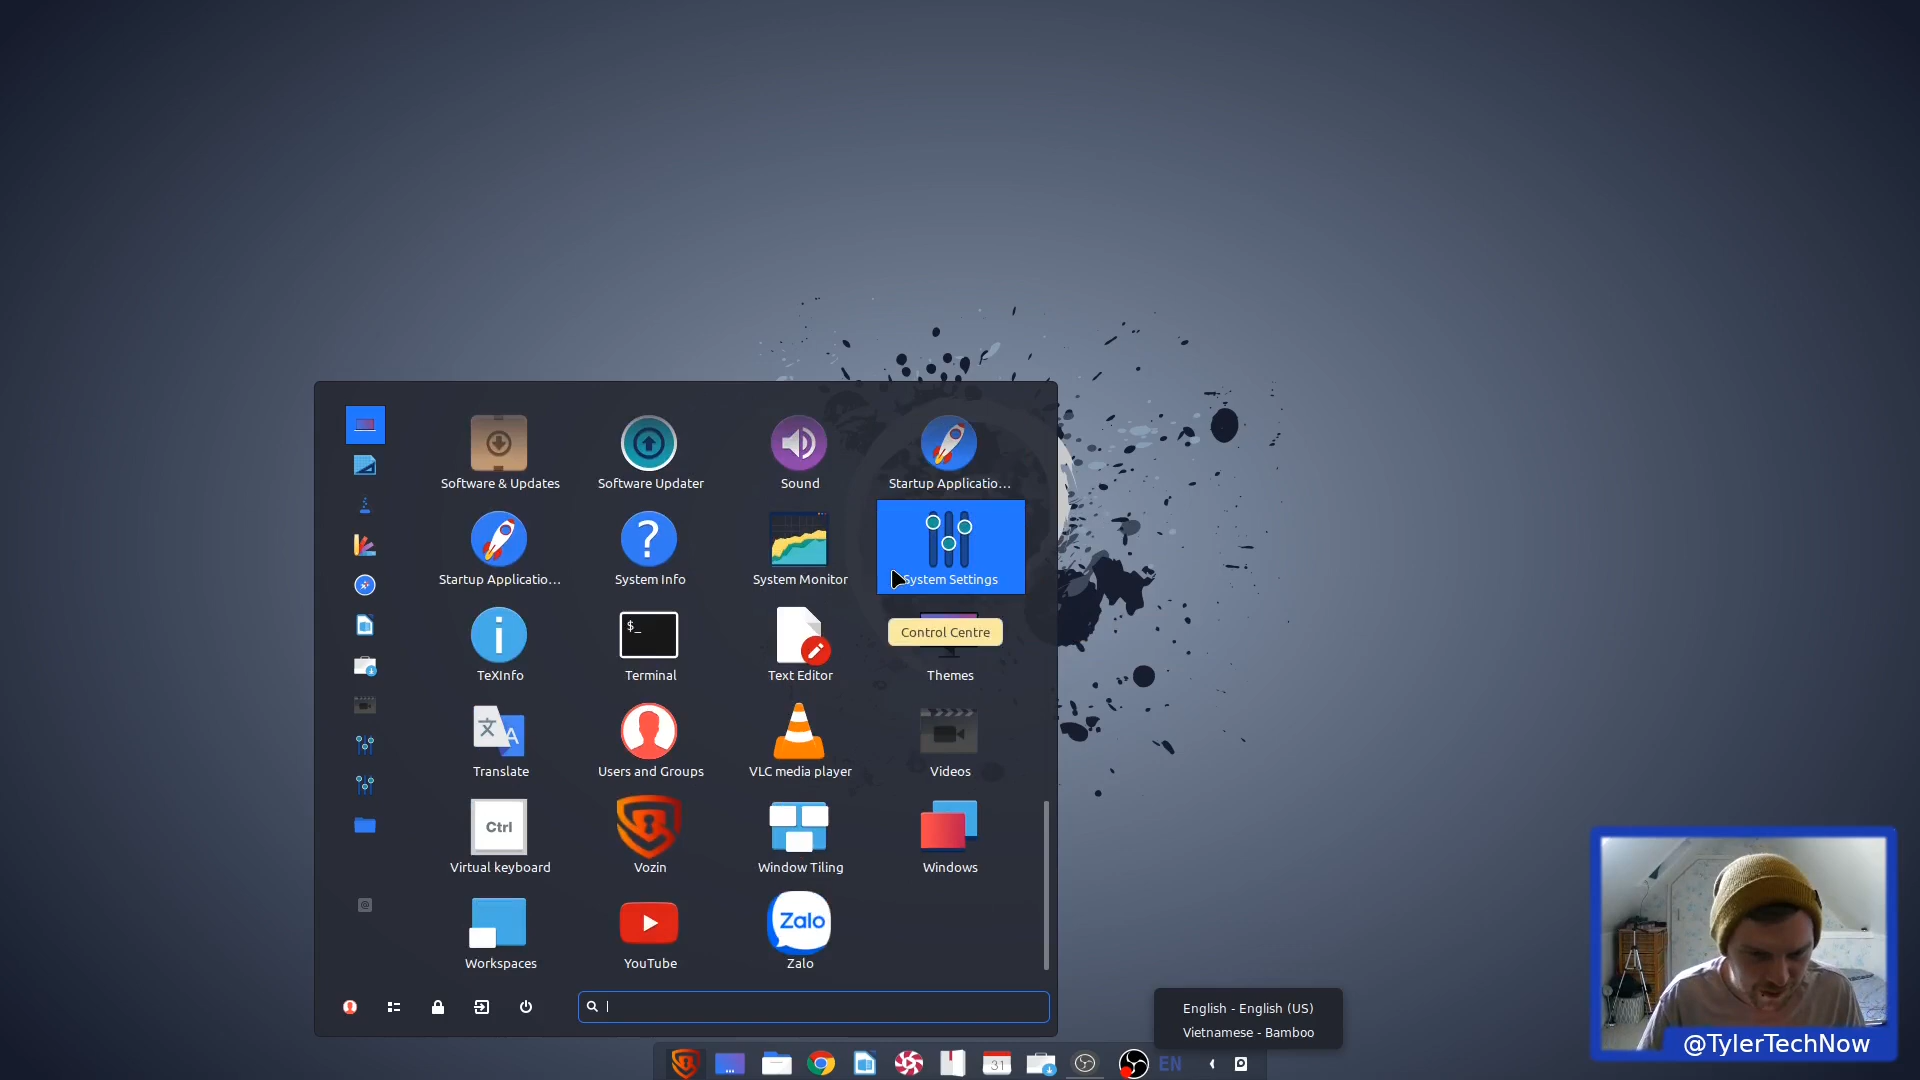 Software & Updates
Software Updater
Sound
Startup Applicatio...
Startup Applicatio...
?
System Info
System Monitor
System Settings
i
TeXInfo
$_
Terminal
Text Editor
Control Centre
Themes
文 A
Translate
Users and Groups
VLC media player
Videos
Ctrl
Virtual keyboard
Vozin
Window Tiling
Windows
Workspaces
YouTube
Zalo
Zalo
English - English (US)
Vietnamese - Bamboo
31
EN
@TylerTechNow